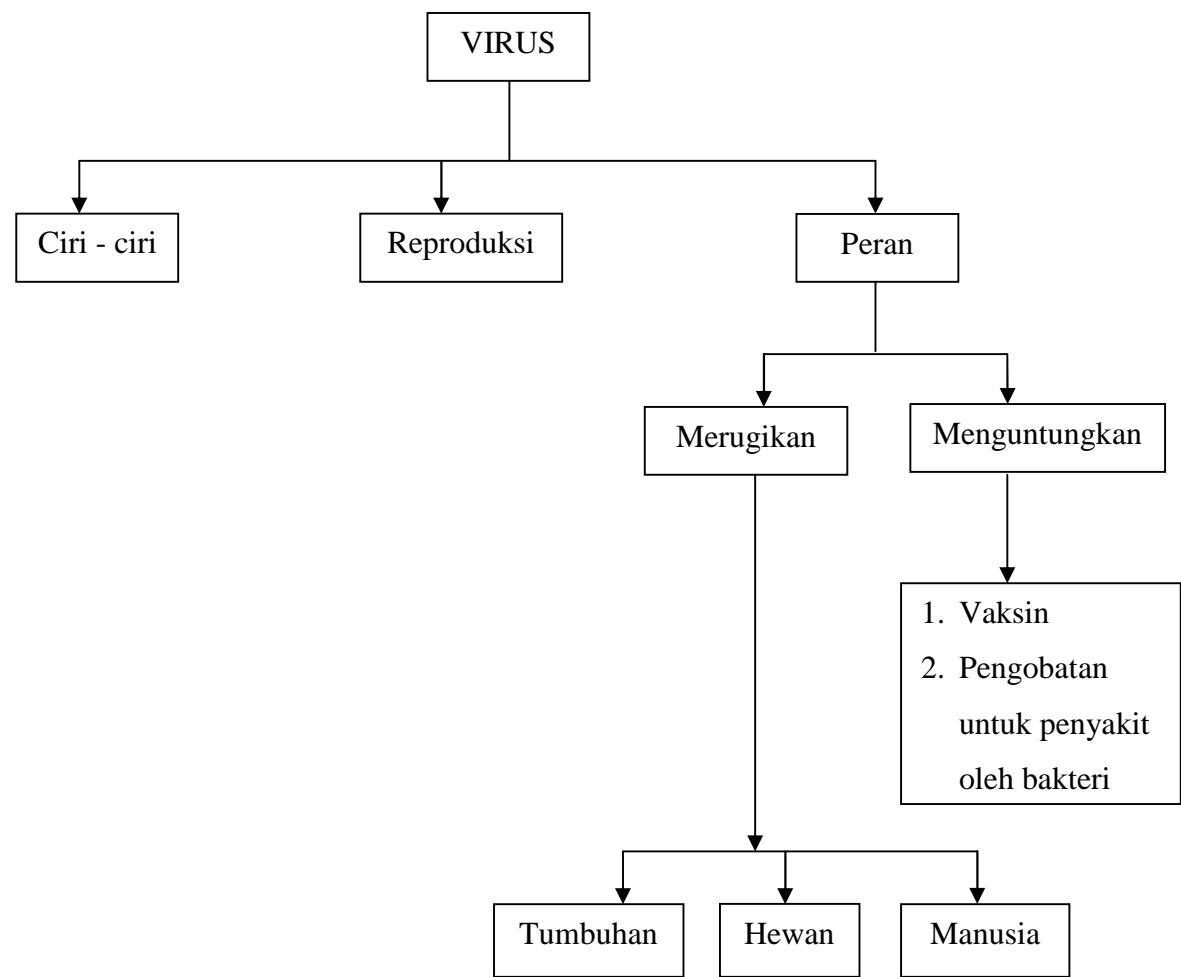 VIRUS
Ciri - ciri
Reproduksi
Peran
Merugikan
Menguntungkan
1. Vaksin
2. Pengobatan
untuk penyakit
oleh bakteri
Tumbuhan
Hewan
Manusia